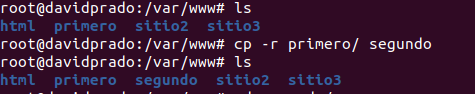 root@davidprado:/var/www# ls
html  primero  sitio2  sitio3
root@davidprado:/var/www# cp -r primero/ segundo
root@davidprado:/var/www# ls
html  primero  segundo  sitio2  sitio3